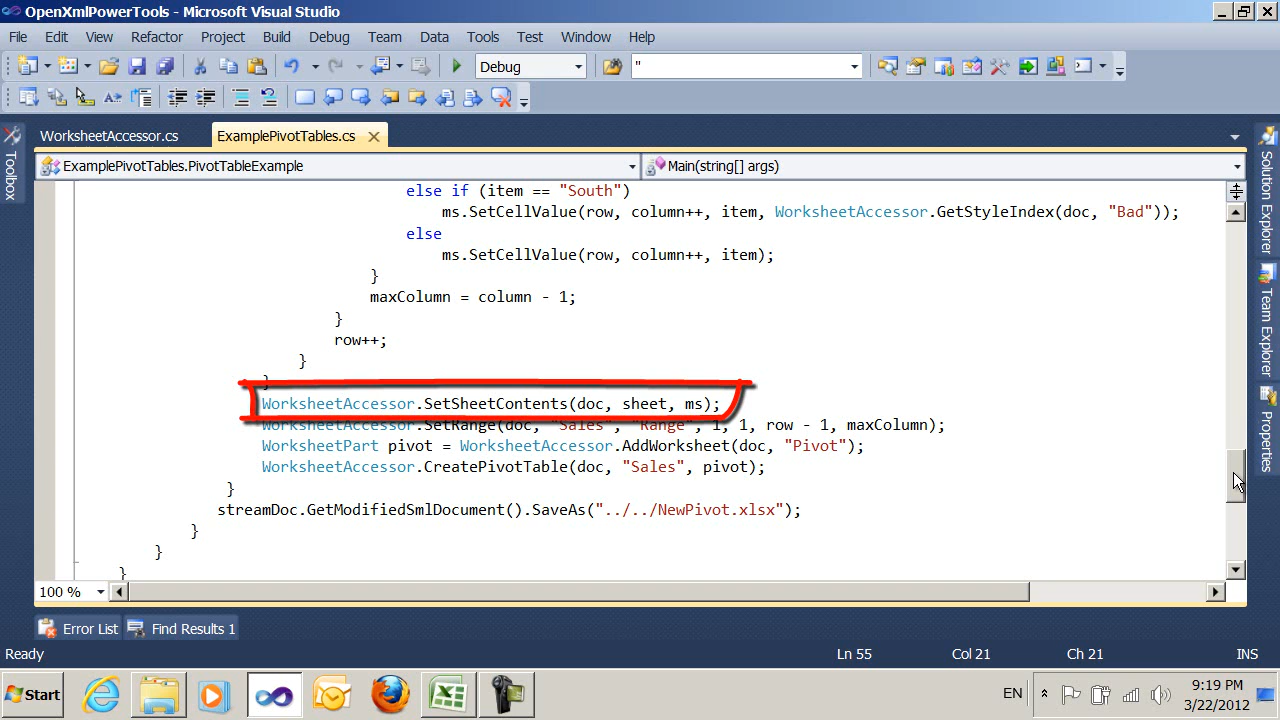 OpenXmlPowerTools - Microsoft Visual Studio
File Edit View Refactor Project Build Debug Team Data Tools Test Window Help
Debug "
WorksheetAccessor.cs ExamplePivotTables.cs
ExamplePivotTables.PivotTableExample Main(string[] args)
Toolbox
Solution Explorer
Team Explorer
Properties
else if (item == "South")
ms.SetCellValue(row, column++, item, WorksheetAccessor.GetStyleIndex(doc, "Bad"));
else
ms.SetCellValue(row, column++, item);
}
maxColumn = column - 1;
}
row++;
}
}
WorksheetAccessor.SetSheetContents(doc, sheet, ms);
WorksheetAccessor.SetRange(doc, "Sales", "Range", 1, 1, row - 1, maxColumn);
WorksheetPart pivot = WorksheetAccessor.AddWorksheet(doc, "Pivot");
WorksheetAccessor.CreatePivotTable(doc, "Sales", pivot);
}
streamDoc.GetModifiedSmlDocument().SaveAs("../../NewPivot.xlsx");
}
}
}
100 %
Error List Find Results 1
Ready Ln 55 Col 21 Ch 21 INS
Start EN 9:19 PM
3/22/2012